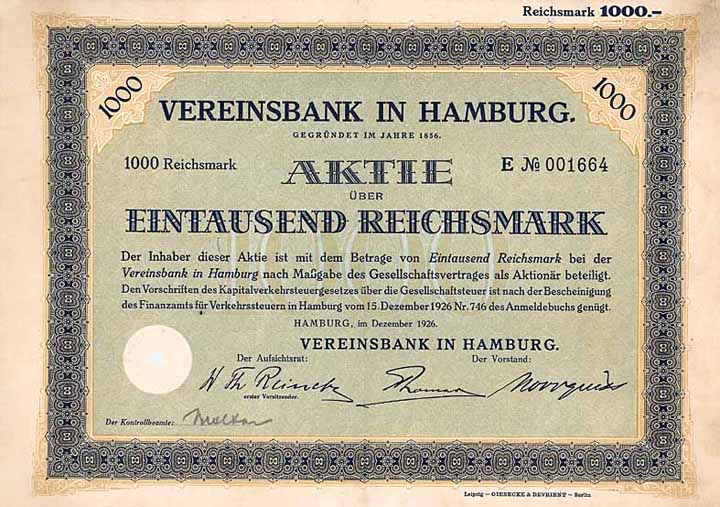 Reichsmark 1000.–
1000
1000
VEREINSBANK IN HAMBURG.
GEGRÜNDET IM JAHRE 1856.
1000 Reichsmark
AKTIE
E № 001664
ÜBER
EINTAUSEND REICHSMARK
Der Inhaber dieser Aktie ist mit dem Betrage von Eintausend Reichsmark bei der
Vereinsbank in Hamburg nach Maßgabe des Gesellschaftsvertrages als Aktionär beteiligt.
Den Vorschriften des Kapitalverkehrsteuergesetzes über die Gesellschaftsteuer ist nach der Bescheinigung
des Finanzamts für Verkehrssteuern in Hamburg vom 15. Dezember 1926 Nr. 746 des Anmeldebuchs genügt.
HAMBURG, im Dezember 1926.
VEREINSBANK IN HAMBURG.
Der Aufsichtsrat:
Der Vorstand:
erster Vorsitzender.
Der Kontrollbeamte:
Leipzig – GIESECKE & DEVRIENT – Berlin